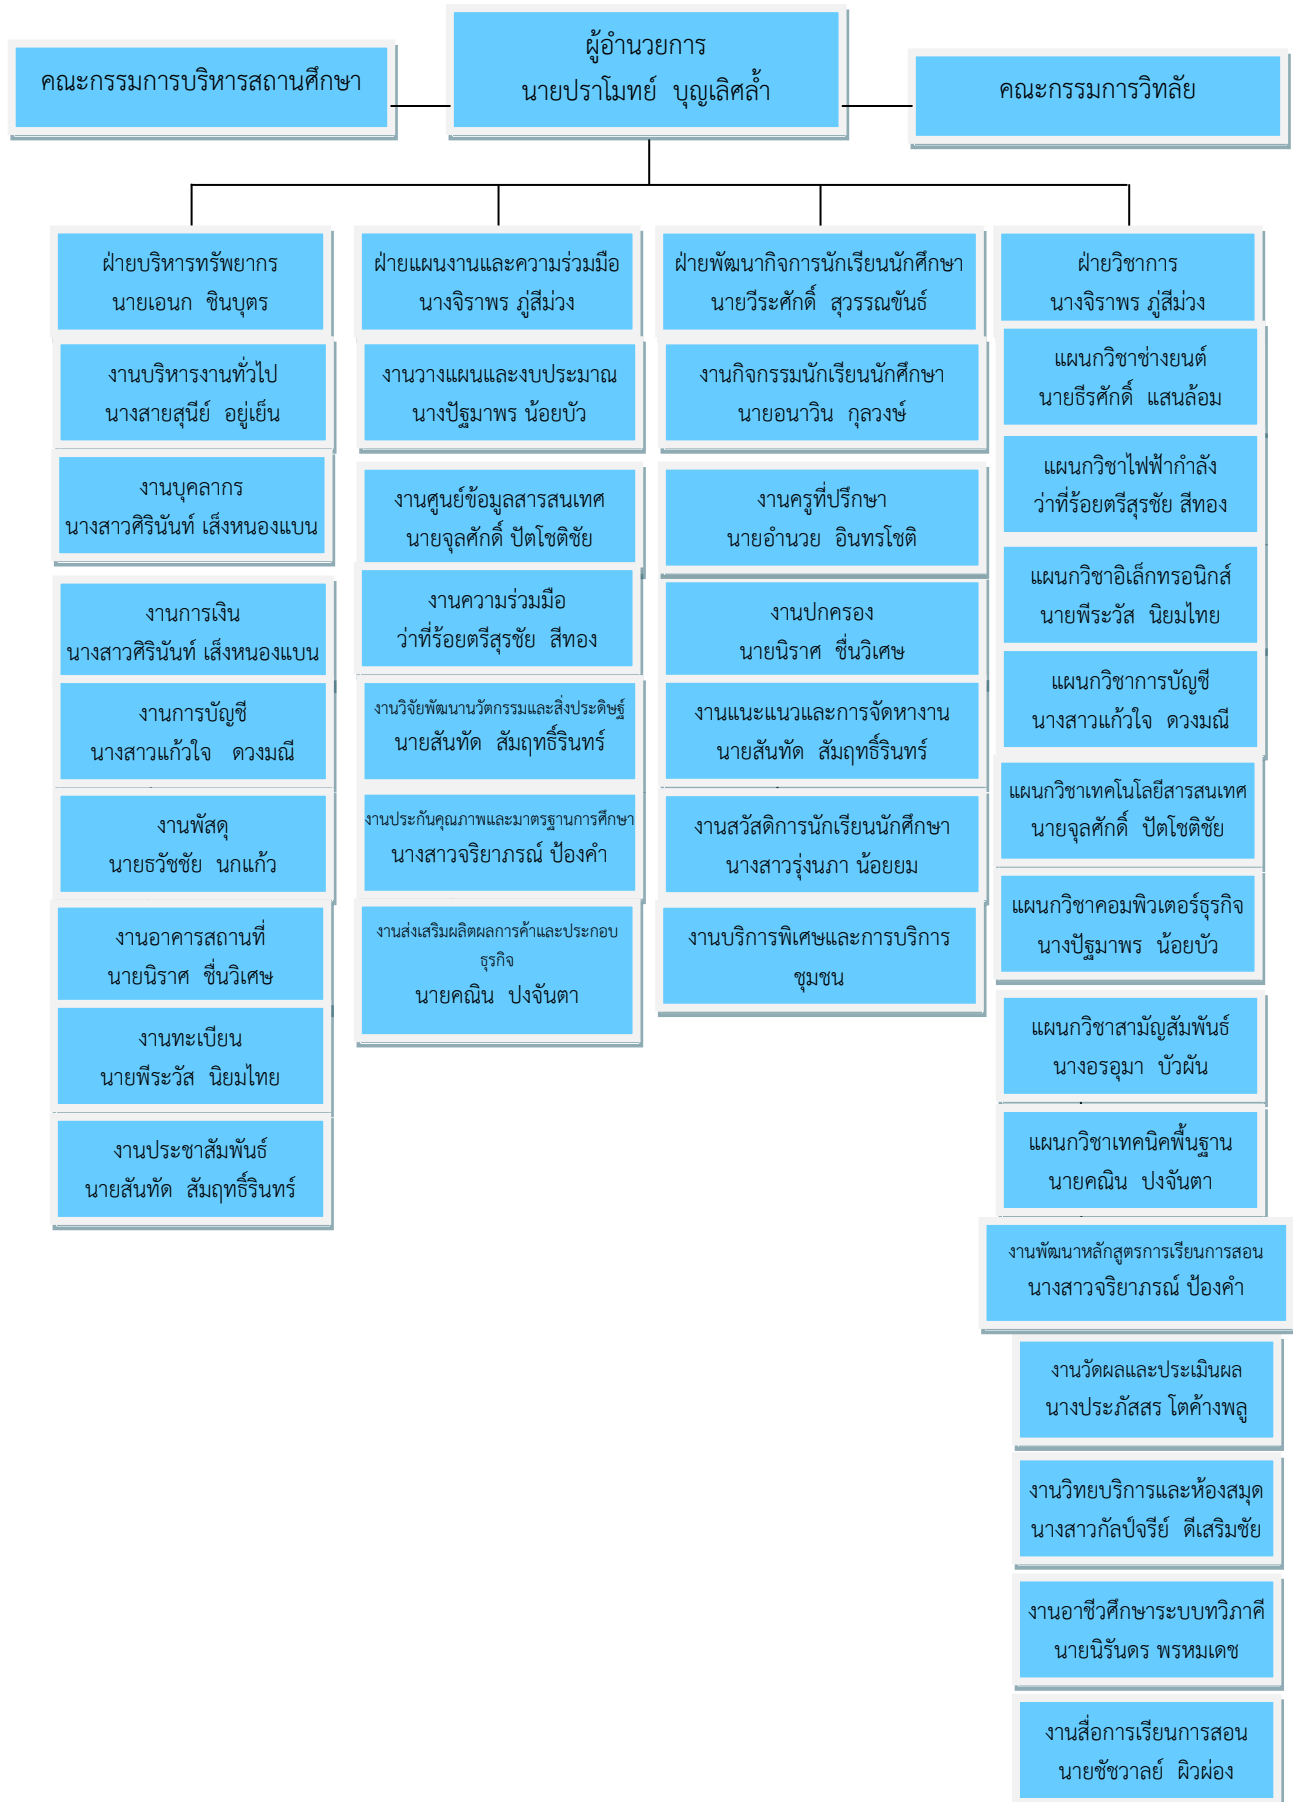 ผู้อำนวยการ
นายปราโมทย์ บุญเลิศล้ำ
คณะกรรมการบริหารสถานศึกษา
คณะกรรมการวิทลัย
ฝ่ายบริหารทรัพยากร
นายเอนก ชินบุตร
งานบริหารงานทั่วไป
นางสายสุนีย์ อยู่เย็น
งานบุคลากร
นางสาวศิรินันท์ เส็งหนองแบน
งานการเงิน
นางสาวศิรินันท์ เส็งหนองแบน
งานการบัญชี
นางสาวแก้วใจ ดวงมณี
งานพัสดุ
นายธวัชชัย นกแก้ว
งานอาคารสถานที่
นายนิราศ ชื่นวิเศษ
งานทะเบียน
นายพีระวัส นิยมไทย
งานประชาสัมพันธ์
นายสันทัด สัมฤทธิ์รินทร์
ฝ่ายแผนงานและความร่วมมือ
นางจิราพร ภู่สีม่วง
งานวางแผนและงบประมาณ
นางปัฐมาพร น้อยบัว
งานศูนย์ข้อมูลสารสนเทศ
นายจุลศักดิ์ ปัตโชติชัย
งานความร่วมมือ
ว่าที่ร้อยตรีสุรชัย สีทอง
งานวิจัยพัฒนานวัตกรรมและสิ่งประดิษฐ์
นายสันทัด สัมฤทธิ์รินทร์
งานประกันคุณภาพและมาตรฐานการศึกษา
นางสาวจริยาภรณ์ ป้องคำ
งานส่งเสริมผลิตผลการค้าและประกอบ
ธุรกิจ
นายคณิน ปงจันตา
ฝ่ายพัฒนากิจการนักเรียนนักศึกษา
นายวีระศักดิ์ สุวรรณขันธ์
งานกิจกรรมนักเรียนนักศึกษา
นายอนาวิน กุลวงษ์
งานครูที่ปรึกษา
นายอำนวย อินทรโชติ
งานปกครอง
นายนิราศ ชื่นวิเศษ
งานแนะแนวและการจัดหางาน
นายสันทัด สัมฤทธิ์รินทร์
งานสวัสดิการนักเรียนนักศึกษา
นางสาวรุ่งนภา น้อยยม
งานบริการพิเศษและการบริการ
ชุมชน
ฝ่ายวิชาการ
นางจิราพร ภู่สีม่วง
แผนกวิชาช่างยนต์
นายธีรศักดิ์ แสนล้อม
แผนกวิชาไฟฟ้ากำลัง
ว่าที่ร้อยตรีสุรชัย สีทอง
แผนกวิชาอิเล็กทรอนิกส์
นายพีระวัส นิยมไทย
แผนกวิชาการบัญชี
นางสาวแก้วใจ ดวงมณี
แผนกวิชาเทคโนโลยีสารสนเทศ
นายจุลศักดิ์ ปัตโชติชัย
แผนกวิชาคอมพิวเตอร์ธุรกิจ
นางปัฐมาพร น้อยบัว
แผนกวิชาสามัญสัมพันธ์
นางอรอุมา บัวผัน
แผนกวิชาเทคนิคพื้นฐาน
นายคณิน ปงจันตา
งานพัฒนาหลักสูตรการเรียนการสอน
นางสาวจริยาภรณ์ ป้องคำ
งานวัดผลและประเมินผล
นางประภัสสร โตค้างพลู
งานวิทยบริการและห้องสมุด
นางสาวกัลป์จรีย์ ดีเสริมชัย
งานอาชีวศึกษาระบบทวิภาคี
นายนิรันดร พรหมเดช
งานสื่อการเรียนการสอน
นายชัชวาลย์ ผิวผ่อง